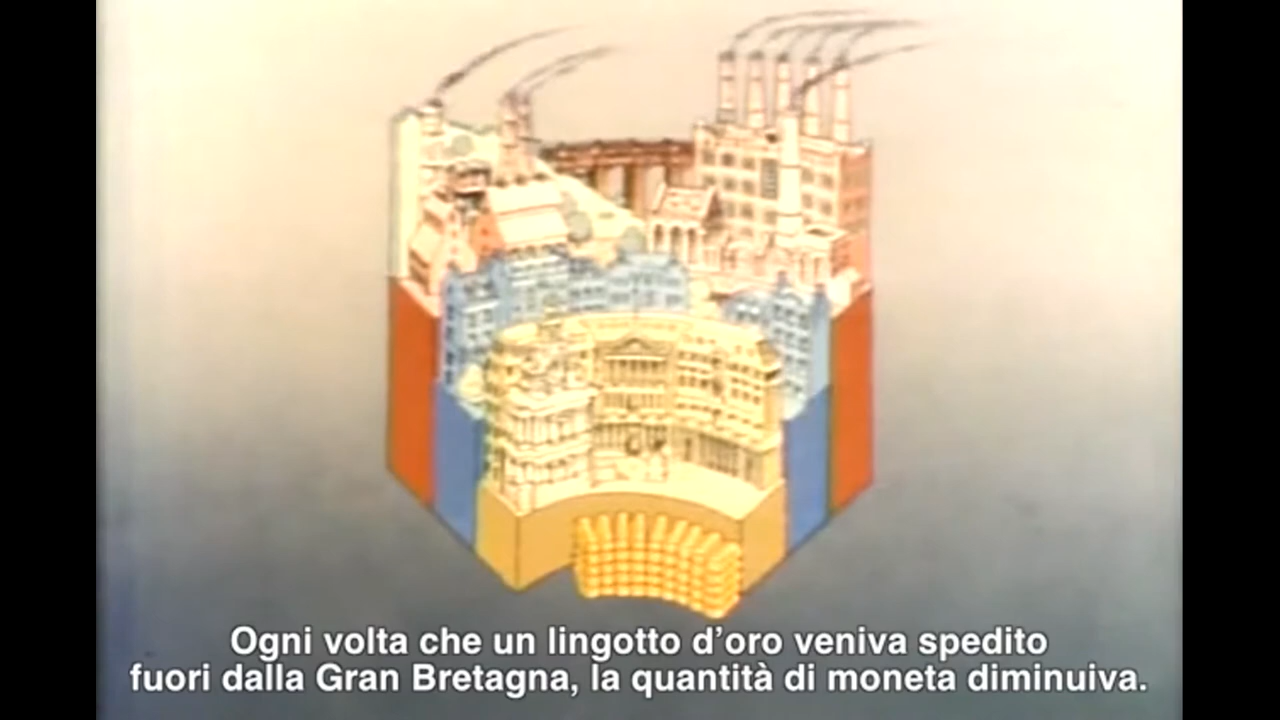 Ogni volta che un lingotto d’oro veniva spedito
fuori dalla Gran Bretagna, la quantità di moneta diminuiva.